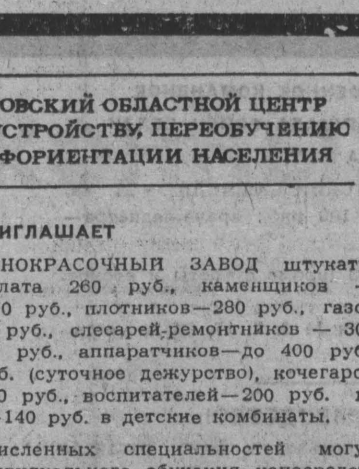 ОВСКИЙ ОБЛАСТНОЙ ЦЕНТР
УСТРОЙСТВУ, ПЕРЕОБУЧЕНИЮ
ФОРИЕНТАЦИИ НАСЕЛЕНИЯ
ИГЛАШАЕТ
НОКРАСОЧНЫЙ ЗАВОД штукат
лата 260 руб., каменщиков —
0 руб., плотников—280 руб., газо
руб., слесарей-ремонтников — 30
руб., аппаратчиков—до 400 руб
б. (суточное дежурство), кочегаро
0 руб., воспитателей—200 руб.
-140 руб. в детские комбинаты.
численных специальностей могу